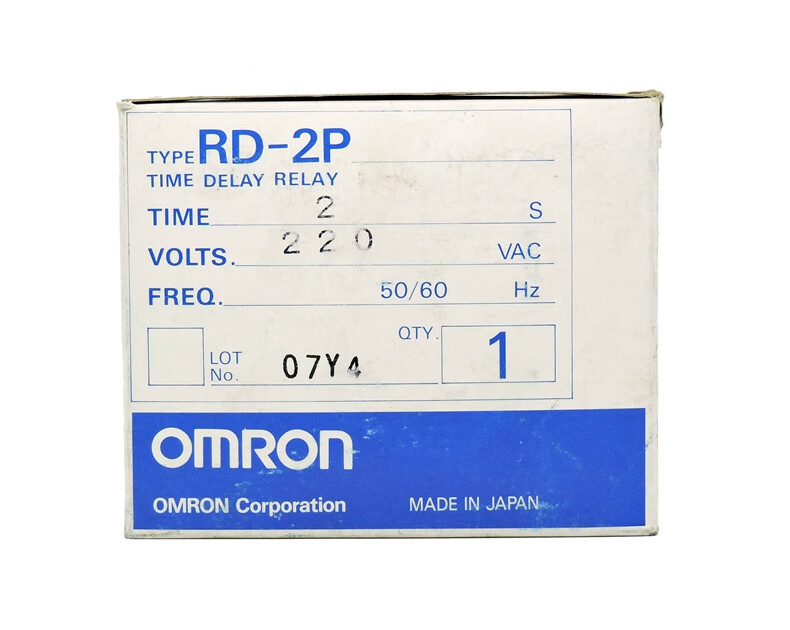 TYPE RD-2P
TIME DELAY RELAY
TIME 2 S
VOLTS. 220 VAC
FREQ. 50/60 Hz
LOT No. 07Y4
QTY. 1
OMRON
OMRON Corporation MADE IN JAPAN